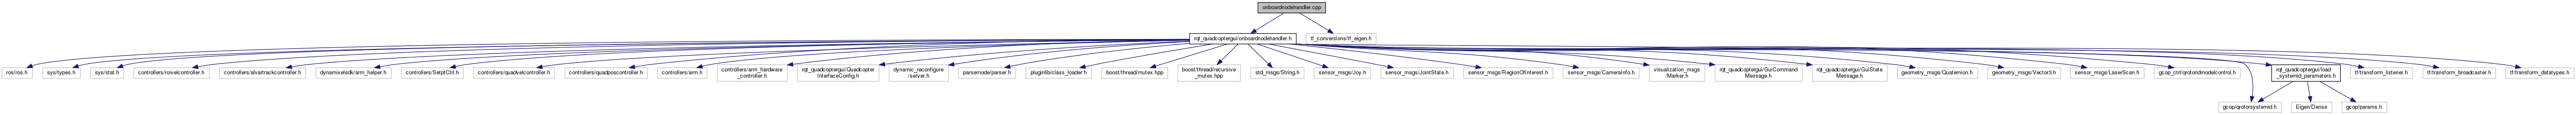 onboardnodehandler.cpp
rqt_quadcoptergui/onboardnodehandler.h
tf_conversions/tf_eigen.h
ros/ros.h
sys/types.h
sys/stat.h
controllers/rovelcontroller.h
controllers/alvartrackcontroller.h
dynamixelsdk/arm_helper.h
controllers/SetptCtrl.h
controllers/quadvelcontroller.h
controllers/quadposcontroller.h
controllers/arm.h
controllers/arm_hardware
_controller.h
rqt_quadcoptergui/Quadcopter
InterfaceConfig.h
dynamic_reconfigure
/server.h
parsernode/parser.h
pluginlib/class_loader.h
boost/thread/mutex.hpp
boost/thread/recursive
_mutex.hpp
std_msgs/String.h
sensor_msgs/Joy.h
sensor_msgs/JointState.h
sensor_msgs/RegionOfInterest.h
sensor_msgs/CameraInfo.h
visualization_msgs
/Marker.h
rqt_quadcoptergui/GuiCommand
Message.h
rqt_quadcoptergui/GuiState
Message.h
geometry_msgs/Quaternion.h
geometry_msgs/Vector3.h
sensor_msgs/LaserScan.h
gcop_ctrl/qrotoridmodelcontrol.h
rqt_quadcoptergui/load
_systemid_parameters.h
tf/transform_listener.h
tf/transform_broadcaster.h
tf/transform_datatypes.h
gcop/qrotorsystemid.h
Eigen/Dense
gcop/params.h